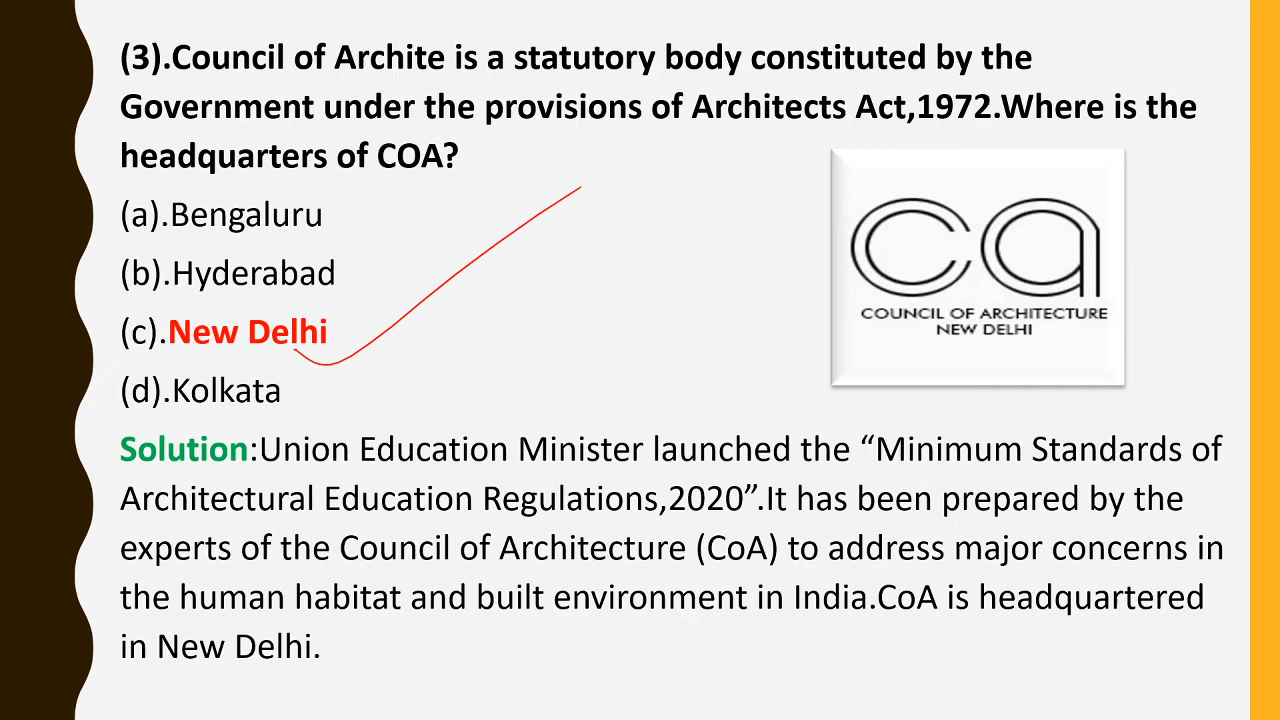 (3).Council of Archite is a statutory body constituted by the
Government under the provisions of Architects Act,1972.Where is the
headquarters of COA?
(a).Bengaluru
(b).Hyderabad
(c).New Delhi
(d).Kolkata
ca
COUNCIL OF ARCHITECTURE
NEW DELHI
Solution:Union Education Minister launched the “Minimum Standards of
Architectural Education Regulations,2020”.It has been prepared by the
experts of the Council of Architecture (CoA) to address major concerns in
the human habitat and built environment in India.CoA is headquartered
in New Delhi.